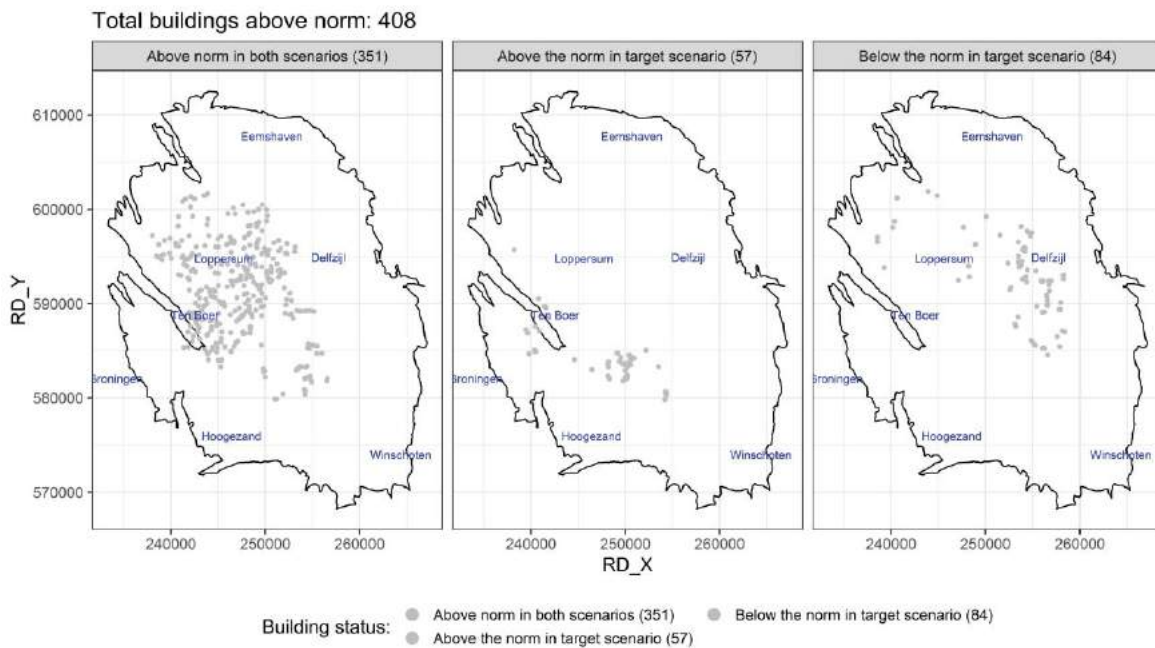 Total buildings above norm: 408
Above norm in both scenarios (351)
Above the norm in target scenario (57)
Below the norm in target scenario (84)
RD_Y
610000
600000
590000
580000
570000
Eemshaven
Loppersum
Delfzijl
Ten Boer
Groningen
Hoogezand
Winschoten
Eemshaven
Loppersum
Delfzijl
Ten Boer
Groningen
Hoogezand
Winschoten
Eemshaven
Loppersum
Delfzijl
Ten Boer
Groningen
Hoogezand
Winschoten
240000 250000 260000
240000 250000 260000
240000 250000 260000
RD_X
Building status:
Above norm in both scenarios (351)
Above the norm in target scenario (57)
Below the norm in target scenario (84)